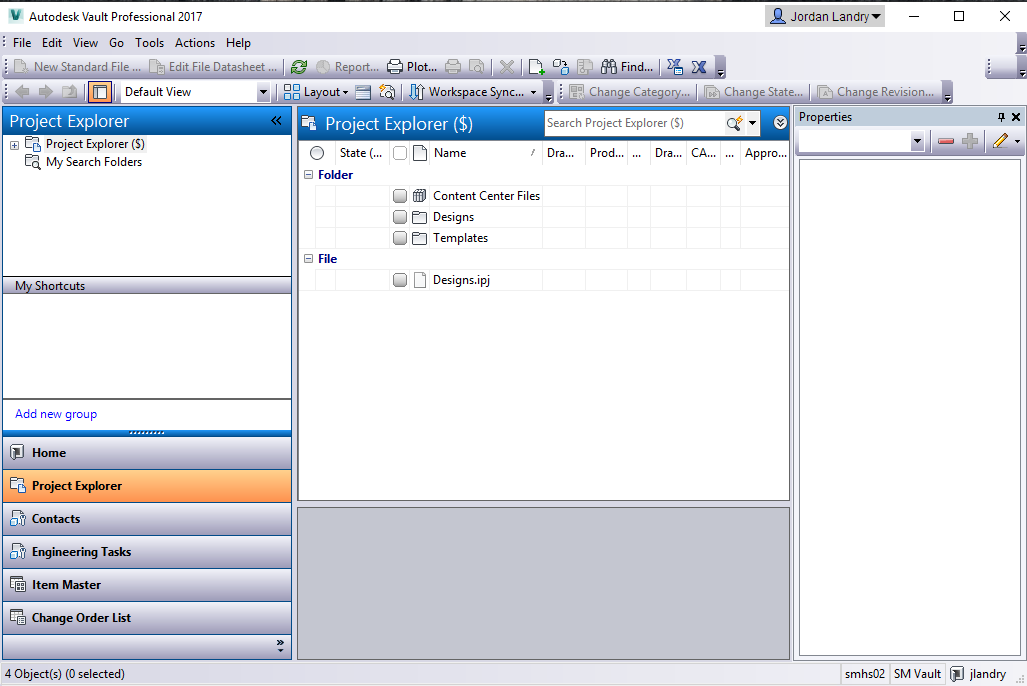 Autodesk Vault Professional 2017
Jordan Landry
File Edit View Go Tools Actions Help
New Standard File ... Edit File Datasheet ... Report... Plot... Find...
Default View Layout Workspace Sync... Change Category... Change State... Change Revision...
Project Explorer
Project Explorer ($)
My Search Folders
My Shortcuts
Add new group
Home
Project Explorer
Contacts
Engineering Tasks
Item Master
Change Order List
Project Explorer ($) Search Project Explorer ($)
State (... Name / Dra... Prod... ... Dra... CA... ... Appro...
Folder
Content Center Files
Designs
Templates
File
Designs.ipj
Properties
4 Object(s) (0 selected) smhs02 SM Vault jlandry